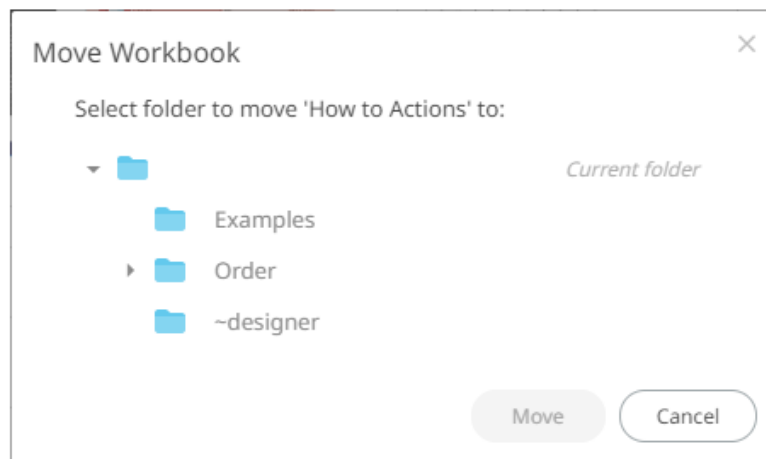 Move Workbook
Select folder to move 'How to Actions' to:
Current folder
Examples
Order
~designer
Move
Cancel